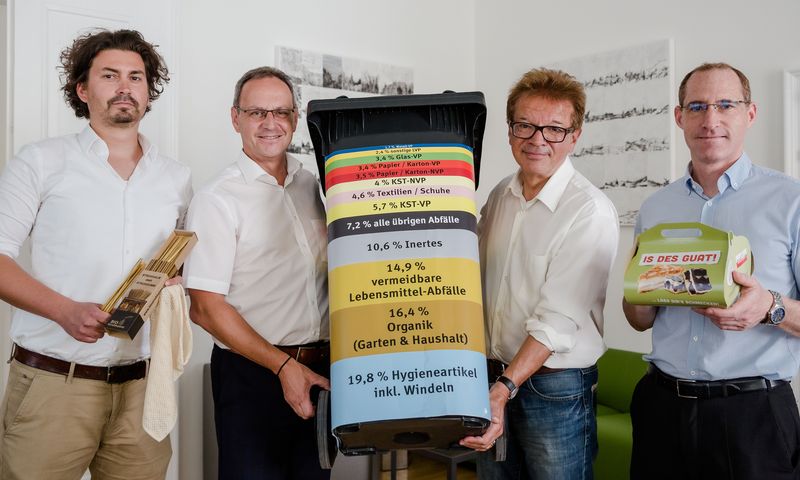 2,4 % sonstige LVP
3,4 % Glas-VP
3,4 % Papier / Karton-VP
3,5 % Papier / Karton-NVP
4 % KST-NVP
4,6 % Textilien / Schuhe
5,7 % KST-VP
7,2 % alle übrigen Abfälle
10,6 % Inertes
14,9 %
vermeidbare
Lebensmittel-Abfälle
16,4 %
Organik
(Garten & Haushalt)
19,8 % Hygieneartikel
inkl. Windeln
IS DES GUAT!